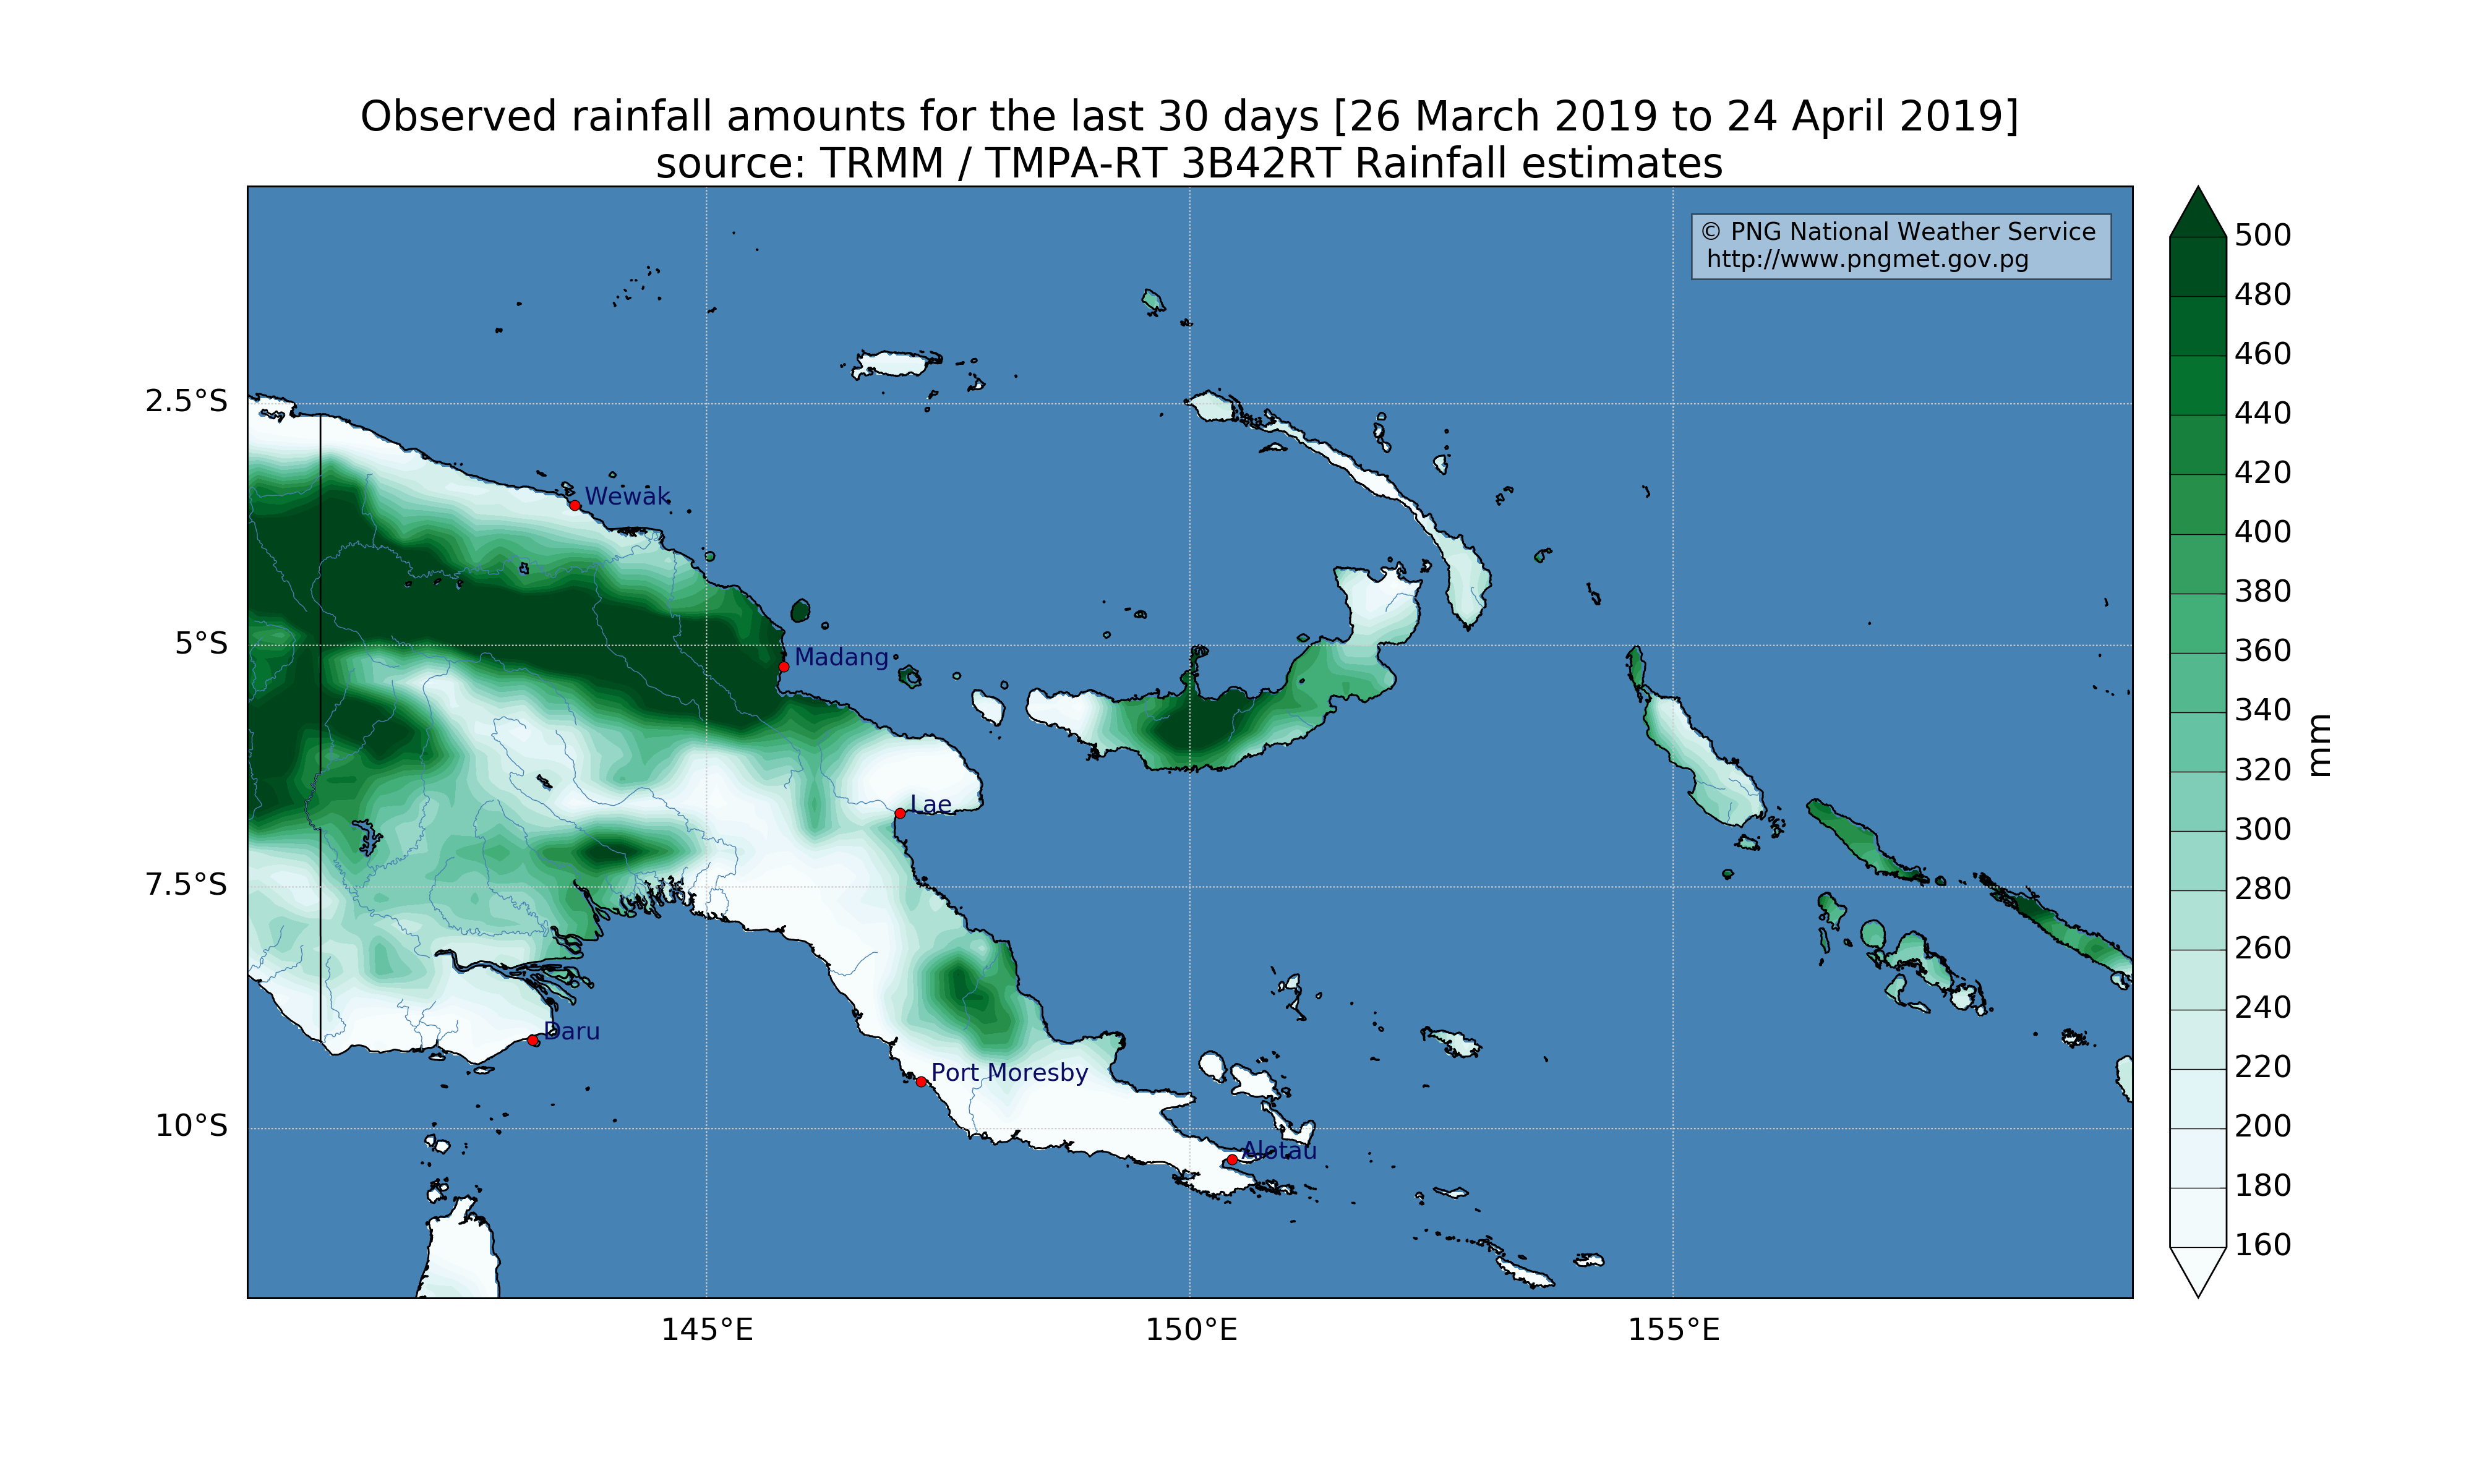 Observed rainfall amounts for the last 30 days [26 March 2019 to 24 April 2019]
source: TRMM / TMPA-RT 3B42RT Rainfall estimates
© PNG National Weather Service
http://www.pngmet.gov.pg
500
480
460
440
420
400
380
360
340
320
300
280
260
240
220
200
180
160
mm
2.5°S
5°S
7.5°S
10°S
Wewak
Madang
Lae
Daru
Port Moresby
Alotau
145°E
150°E
155°E